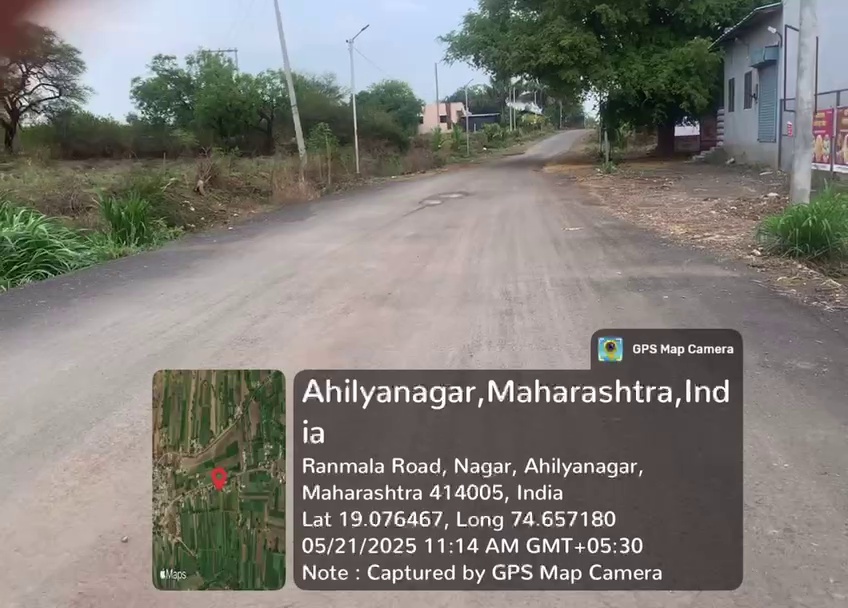 GPS Map Camera
Ahilyanagar,Maharashtra,Ind
ia
Ranmala Road, Nagar, Ahilyanagar,
Maharashtra 414005, India
Lat 19.076467, Long 74.657180
05/21/2025 11:14 AM GMT+05:30
Note : Captured by GPS Map Camera
Maps